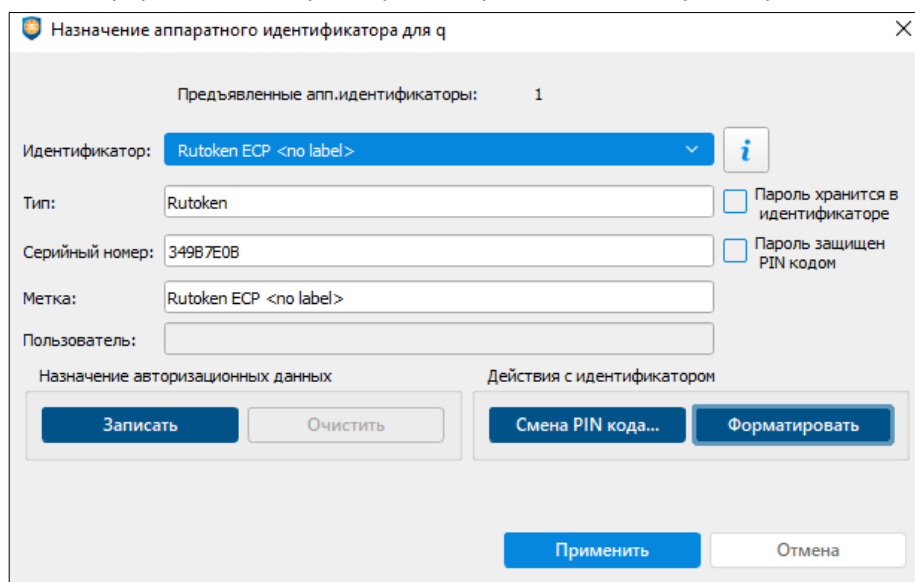 Назначение аппаратного идентификатора для q
Предъявленные апп.идентификаторы: 1
Идентификатор: Rutoken ECP <no label> i
Тип: Rutoken
Пароль хранится в
идентификаторе
Серийный номер: 349B7E0B
Пароль защищен
PIN кодом
Метка: Rutoken ECP <no label>
Пользователь:
Назначение авторизационных данных Действия с идентификатором
Записать Очистить Смена PIN кода... Форматировать
Применить Отмена